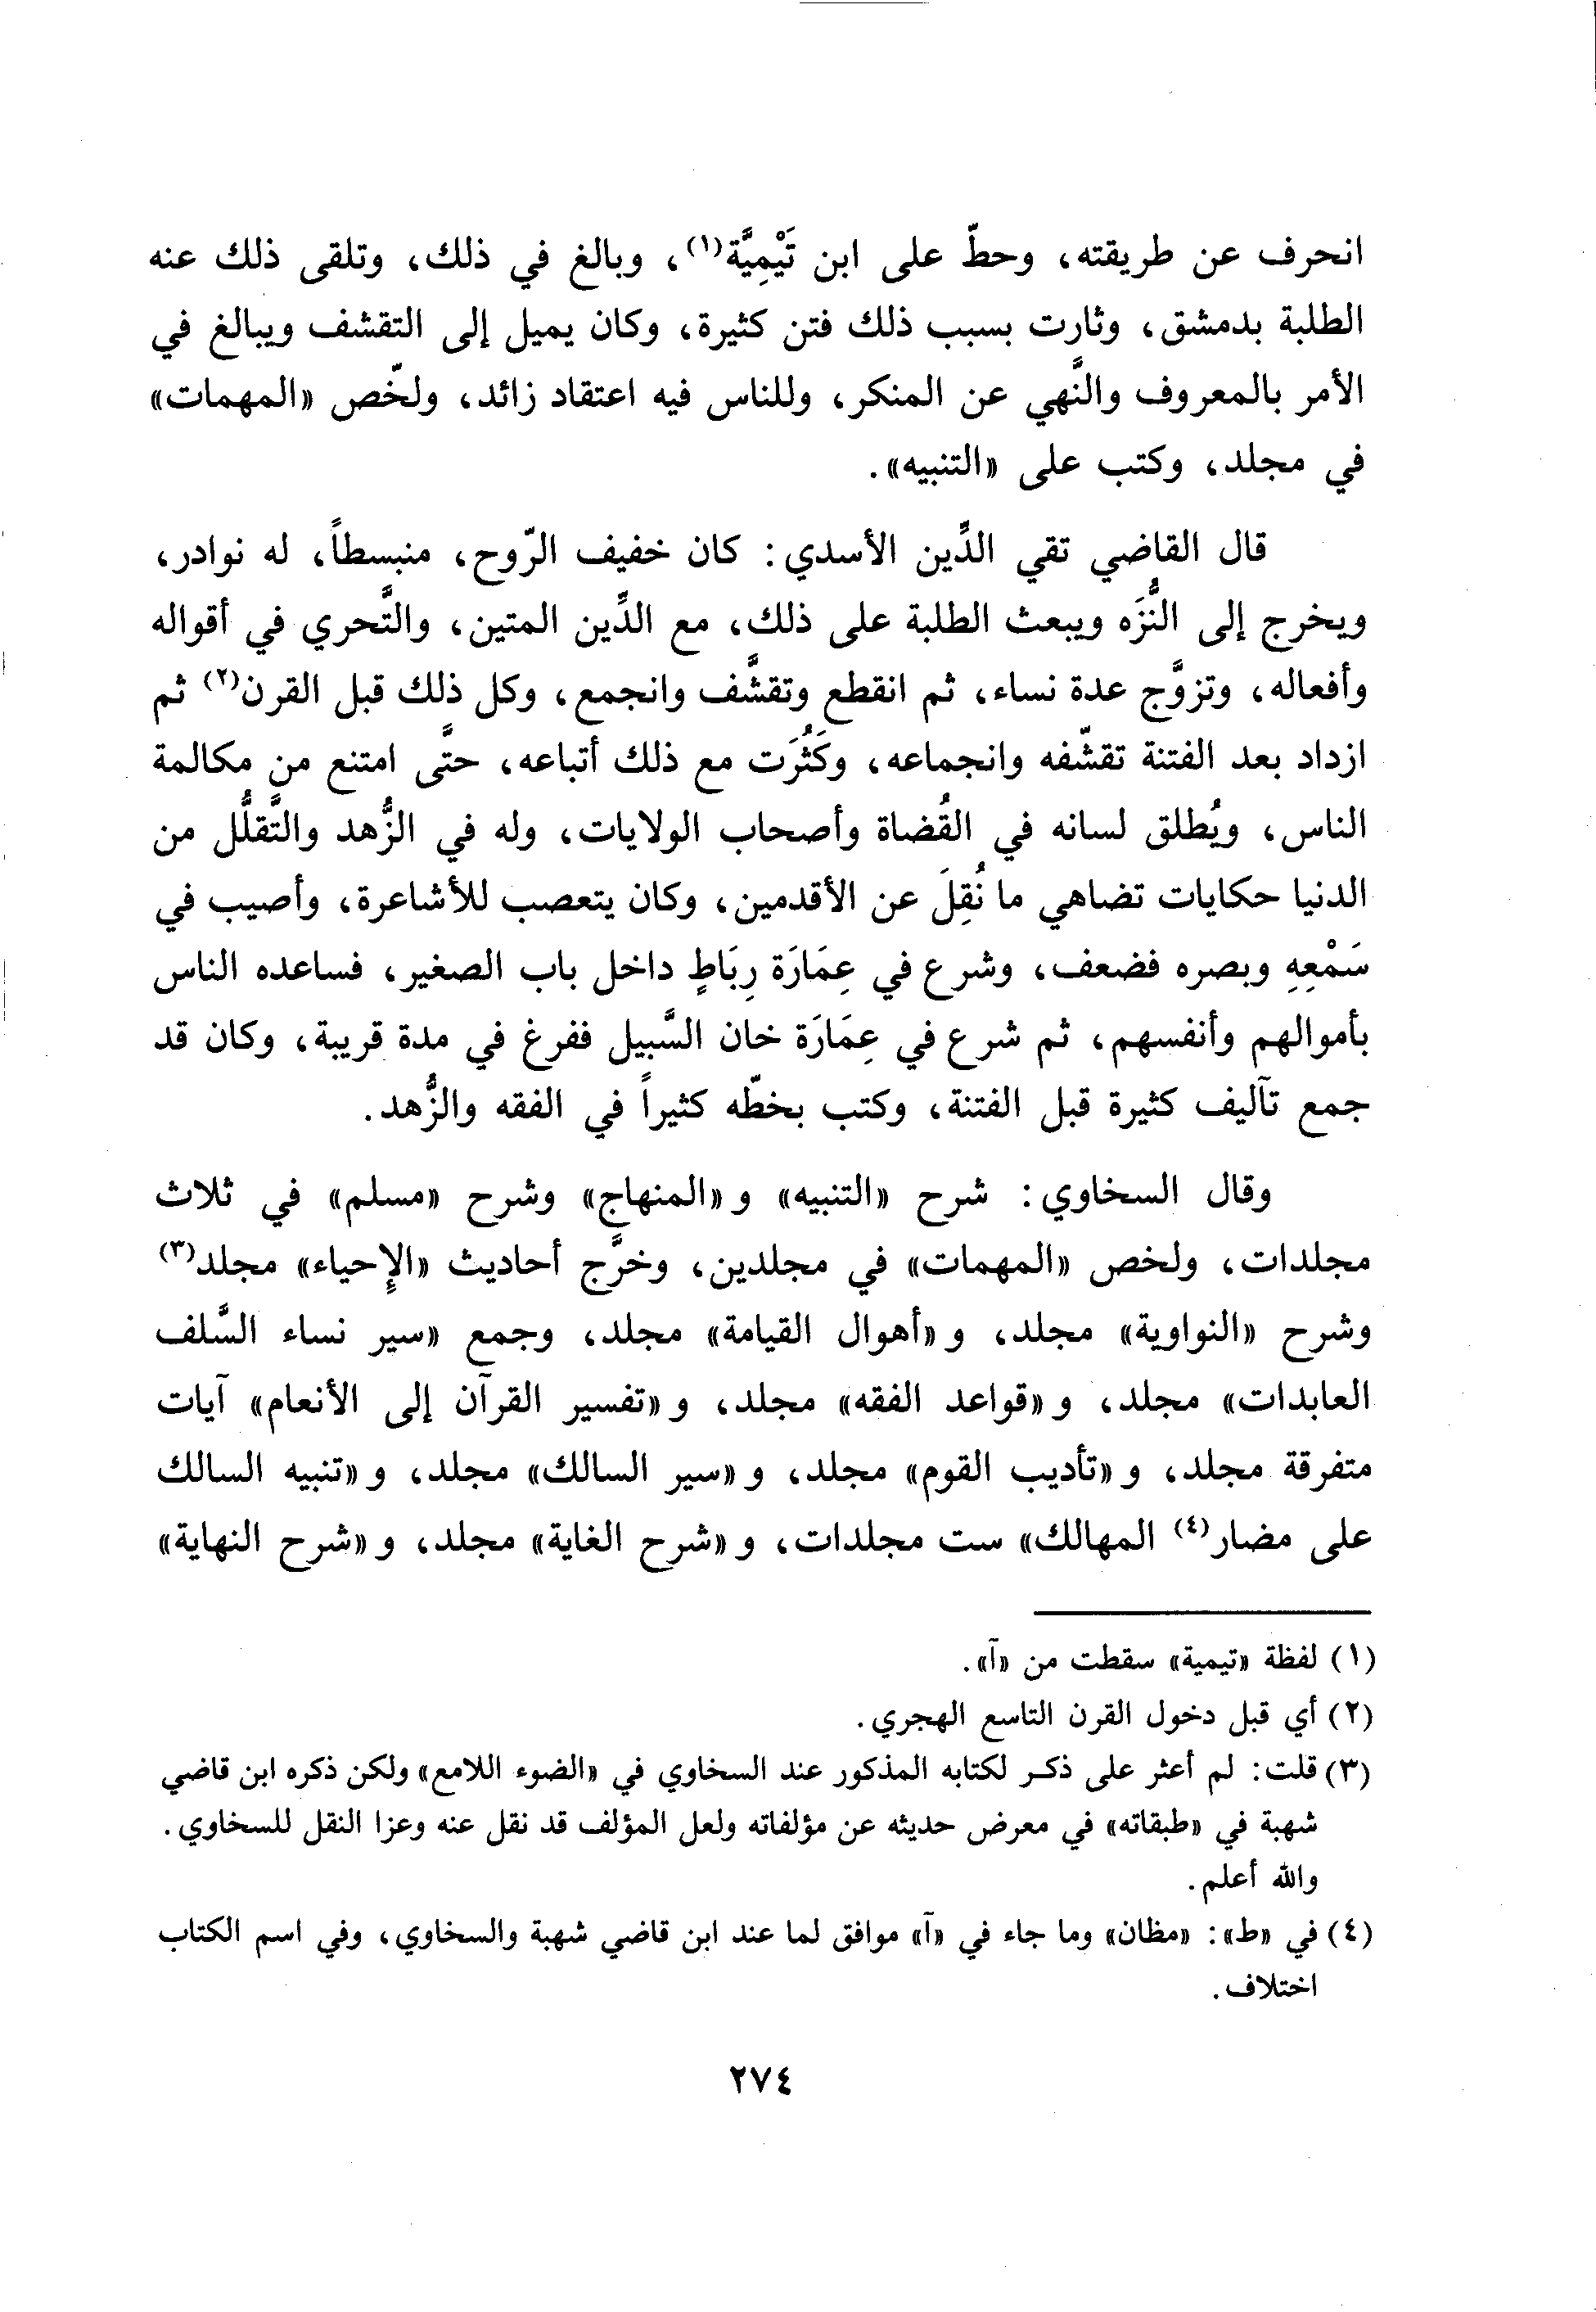 انحرف عن طريقته، وحطّ على ابن تَيْمِيَّة(١)، وبالغ في ذلك، وتلقى ذلك عنه
الطلبة بدمشق، وثارت بسبب ذلك فتن كثيرة، وكان يميل إلى التقشف ويبالغ في
الأمر بالمعروف والنَّهي عن المنكر، وللناس فيه اعتقاد زائد، ولخّص «المهمات»
في مجلد، وكتب على «التنبيه».
قال القاضي تقي الدِّين الأسدي: كان خفيف الرّوح، منبسطاً، له نوادر،
ويخرج إلى النُّزَه ويبعث الطلبة على ذلك، مع الدِّين المتين، والتَّحري في أقواله
وأفعاله، وتزوَّج عدة نساء، ثم انقطع وتقشَّف وانجمع، وكل ذلك قبل القرن(٢) ثم
ازداد بعد الفتنة تقشّفه وانجماعه، وكَثُرَت مع ذلك أتباعه، حتَّى امتنع من مكالمة
الناس، ويُطلق لسانه في القُضاة وأصحاب الولايات، وله في الزُّهد والتَّقلُّل من
الدنيا حكايات تضاهي ما نُقِلَ عن الأقدمين، وكان يتعصب للأشاعرة، وأصيب في
سَمْعِهِ وبصره فضعف، وشرع في عِمَارَة رِبَاطٍ داخل باب الصغير، فساعده الناس
بأموالهم وأنفسهم، ثم شرع في عِمَارَة خان السَّبيل ففرغ في مدة قريبة، وكان قد
جمع تآليف كثيرة قبل الفتنة، وكتب بخطّه كثيراً في الفقه والزُّهد.
وقال السخاوي: شرح «التنبيه» و«المنهاج» وشرح «مسلم» في ثلاث
مجلدات، ولخص «المهمات» في مجلدين، وخرَّج أحاديث «الإحياء» مجلد(٣)
وشرح «النواوية» مجلد، و«أهوال القيامة» مجلد، وجمع «سير نساء السَّلف
العابدات» مجلد، و«قواعد الفقه» مجلد، و«تفسير القرآن إلى الأنعام» آيات
متفرقة مجلد، و«تأديب القوم» مجلد، و«سير السالك» مجلد، و«تنبيه السالك
على مضار(٤) المهالك» ست مجلدات، و«شرح الغاية» مجلد، و«شرح النهاية»
(١) لفظة «تيمية» سقطت من «آ».
(٢) أي قبل دخول القرن التاسع الهجري.
(٣) قلت: لم أعثر على ذكر لكتابه المذكور عند السخاوي في «الضوء اللامع» ولكن ذكره ابن قاضي
شهبة في «طبقاته» في معرض حديثه عن مؤلفاته ولعل المؤلف قد نقل عنه وعزا النقل للسخاوي.
والله أعلم.
(٤) في «ط»: «مظان» وما جاء في «آ» موافق لما عند ابن قاضي شهبة والسخاوي، وفي اسم الكتاب
اختلاف.
٢٧٤